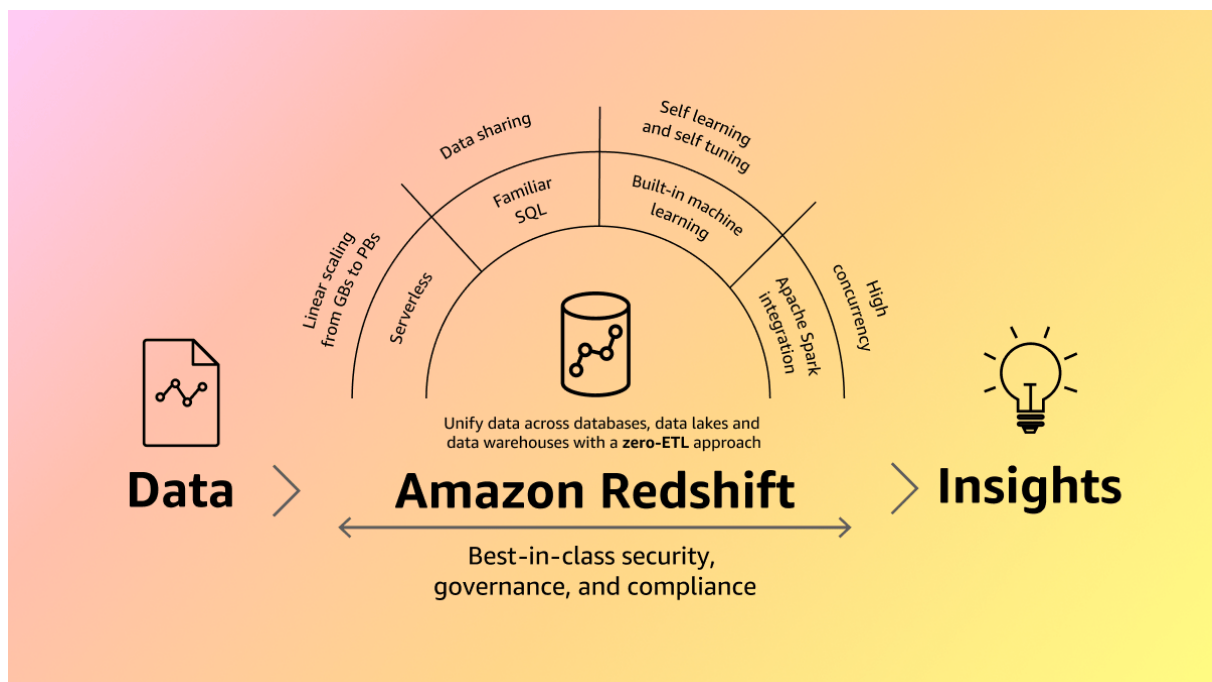 Linear scaling
from GBs to PBs
Data sharing
Self learning
and self tuning
High
concurrency
Serverless
Familiar
SQL
Built-in machine
learning
Apache Spark
integration
Unify data across databases, data lakes and
data warehouses with a zero-ETL approach
Data
Amazon Redshift
Insights
Best-in-class security,
governance, and compliance